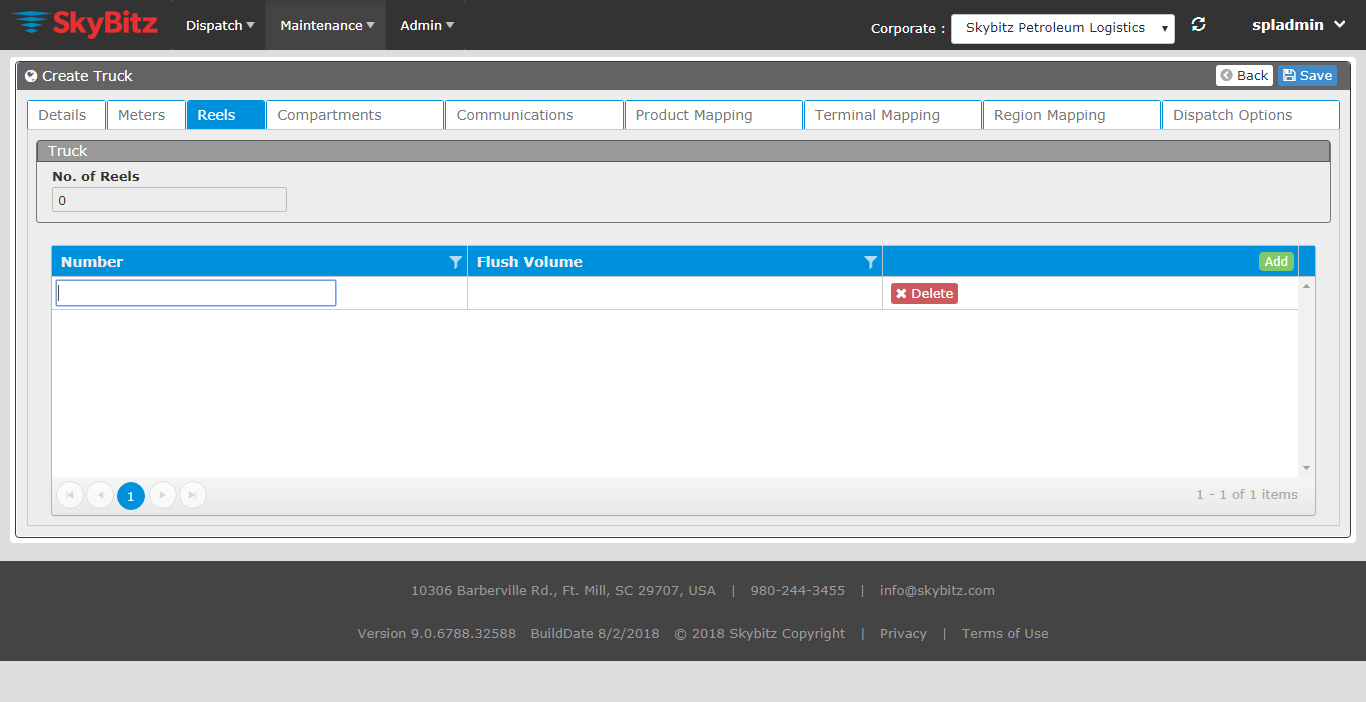 SkyBitz Dispatch Maintenance Admin Corporate : Skybitz Petroleum Logistics spladmin
Create Truck Back Save
Details Meters Reels Compartments Communications Product Mapping Terminal Mapping Region Mapping Dispatch Options
Truck
No. of Reels
0
Number Flush Volume Add
Delete
1 1 - 1 of 1 items
10306 Barberville Rd., Ft. Mill, SC 29707, USA | 980-244-3455 | info@skybitz.com
Version 9.0.6788.32588 BuildDate 8/2/2018 © 2018 Skybitz Copyright | Privacy | Terms of Use